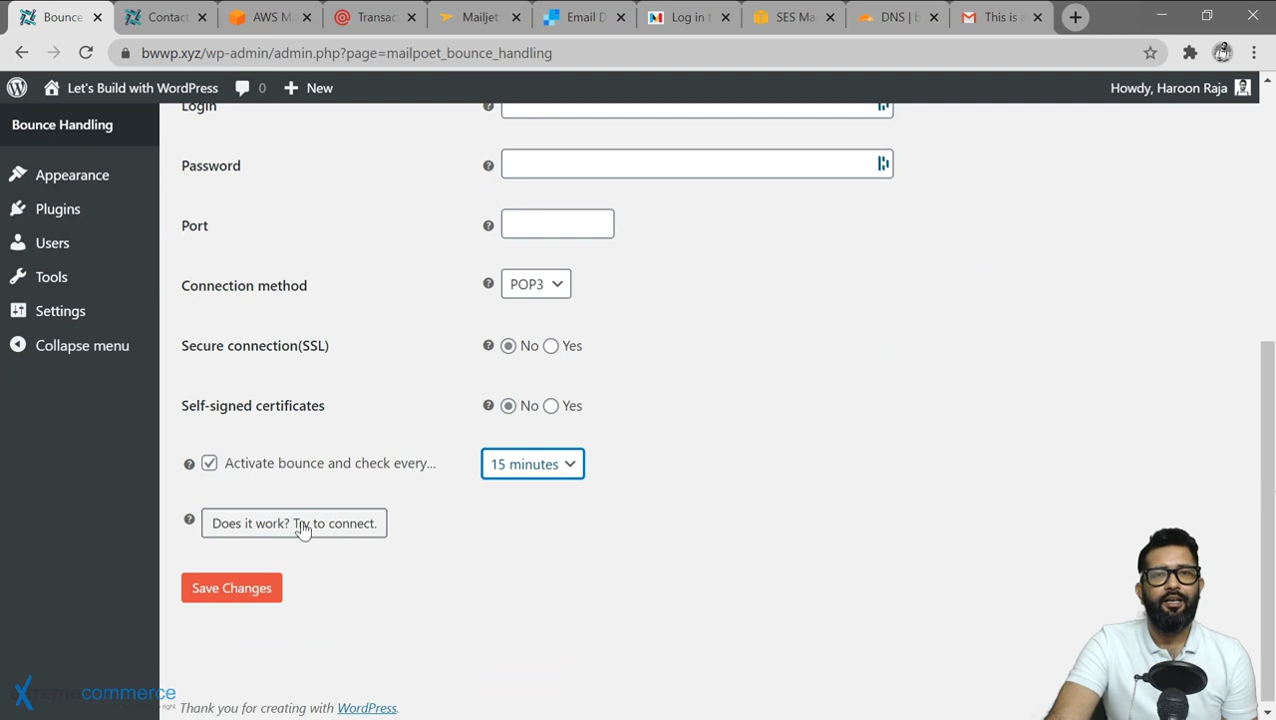 Bounce
Contact
AWS M
Transac
Mailjet
Email D
Log in t
SES Ma
DNS | b
This is a
bwwp.xyz/wp-admin/admin.php?page=mailpoet_bounce_handling
Let's Build with WordPress
0
New
Howdy, Haroon Raja
Bounce Handling
Appearance
Plugins
Users
Tools
Settings
Collapse menu
Login
Password
Port
Connection method
POP3
Secure connection(SSL)
No
Yes
Self-signed certificates
No
Yes
Activate bounce and check every...
15 minutes
Does it work? Try to connect.
Save Changes
commerce
Thank you for creating with WordPress.